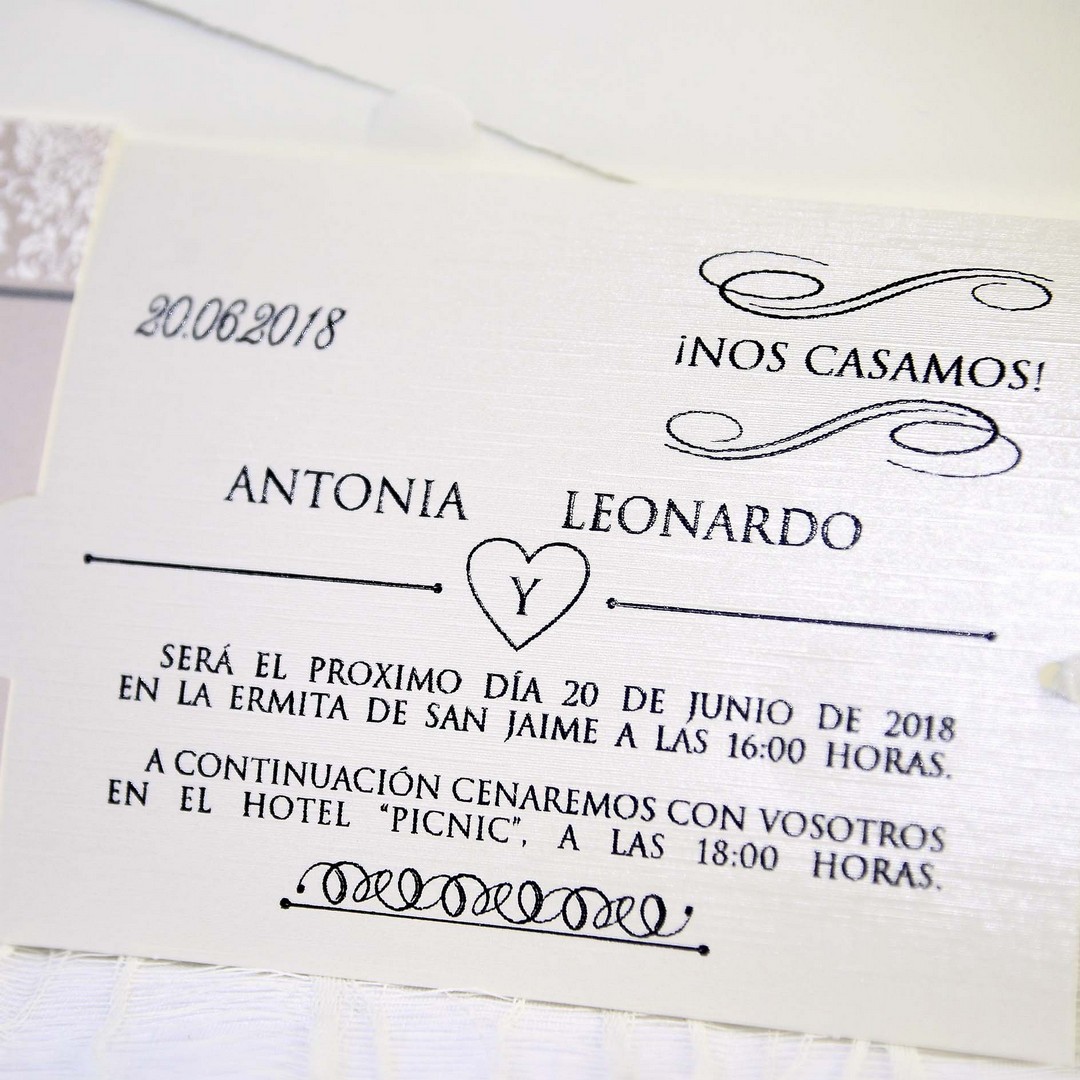 20.06.2018
¡NOS CASAMOS!
ANTONIA LEONARDO
Y
SERÁ EL PROXIMO DÍA 20 DE JUNIO DE 2018
EN LA ERMITA DE SAN JAIME A LAS 16:00 HORAS.
A CONTINUACIÓN CENAREMOS CON VOSOTROS
EN EL HOTEL “PICNIC”, A LAS 18:00 HORAS.